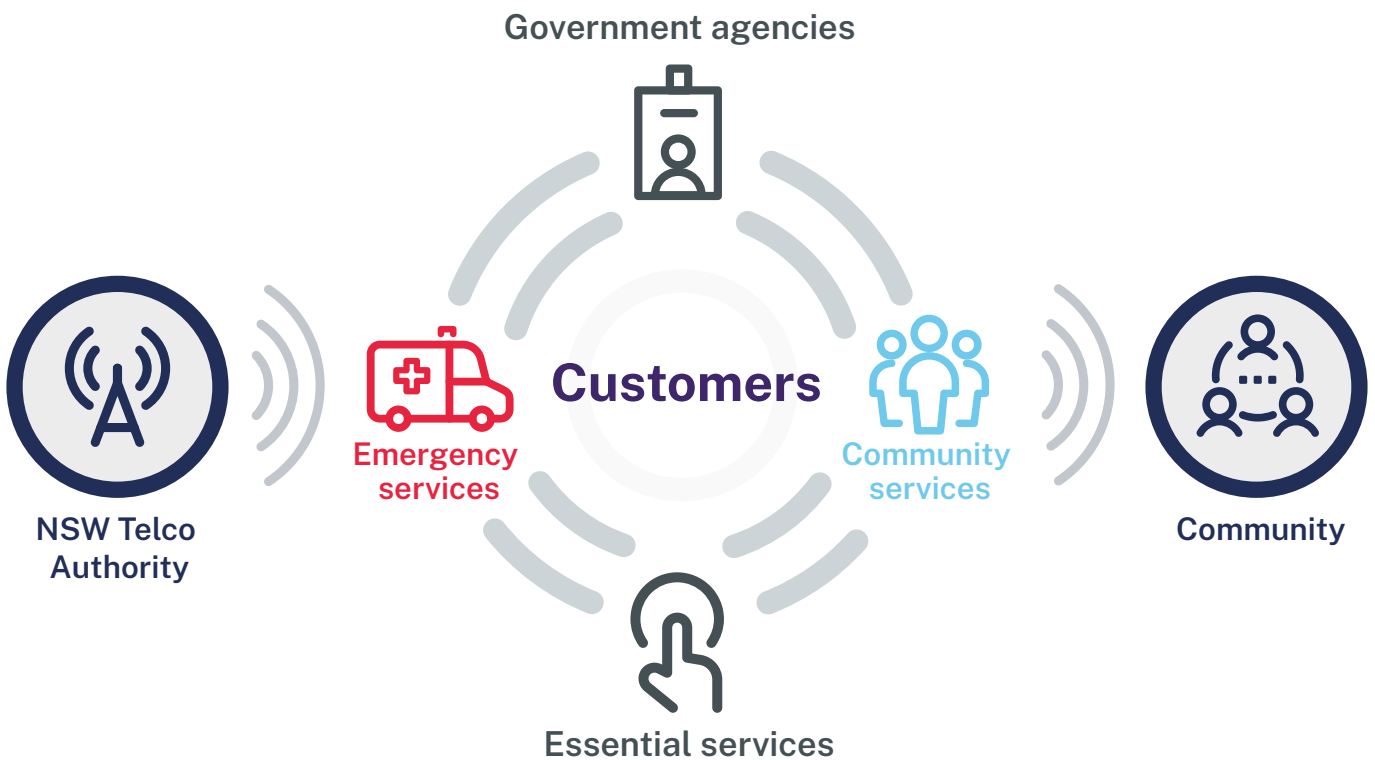 Government agencies
Customers
Emergency
services
Community
services
NSW Telco
Authority
Community
Essential services